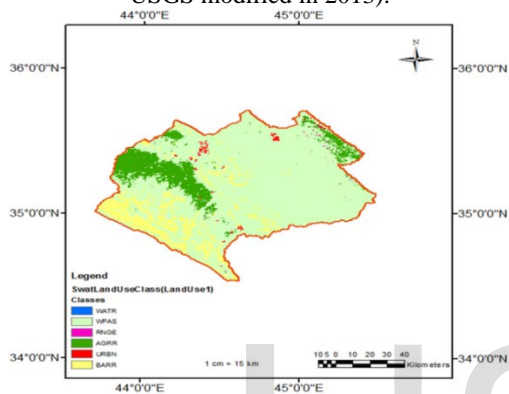 USGS modified in 2015).
44°0'0"N 45°0'0"N
N
36°0'0"N 36°0'0"N
35°0'0"N 35°0'0"N
Legend
SwatLandUseClass(LandUse1)
Classes
WATR
WPAS
RNGE
AGRR
URBN
BARR
1 cm = 15 km
10 5 0 10 20 30 40
Kilometers
34°0'0"N 34°0'0"N
44°0'0"N 45°0'0"N